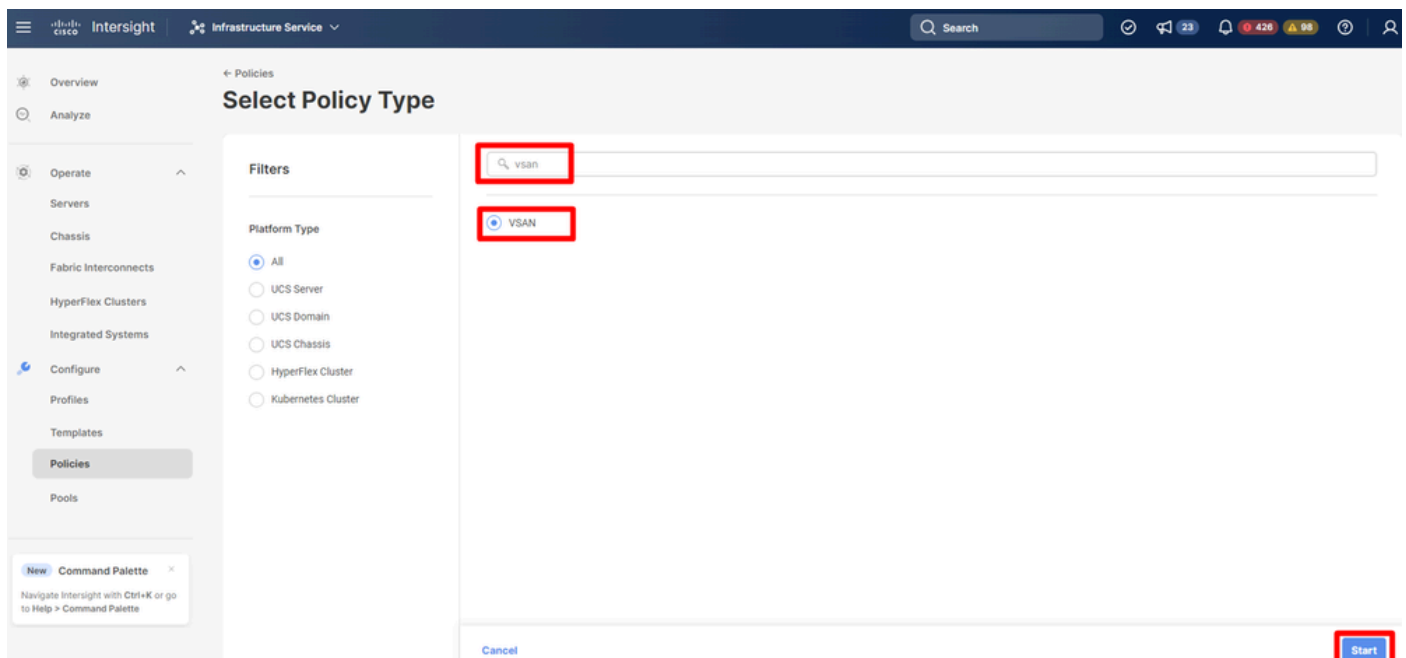 cisco Intersight Infrastructure Service Search 23 426 98
Overview
Analyze
Operate
Servers
Chassis
Fabric Interconnects
HyperFlex Clusters
Integrated Systems
Configure
Profiles
Templates
Policies
Pools
New Command Palette
Navigate Intersight with Ctrl+K or go
to Help > Command Palette
← Policies
Select Policy Type
Filters
Platform Type
All
UCS Server
UCS Domain
UCS Chassis
HyperFlex Cluster
Kubernetes Cluster
vsan
VSAN
Cancel Start